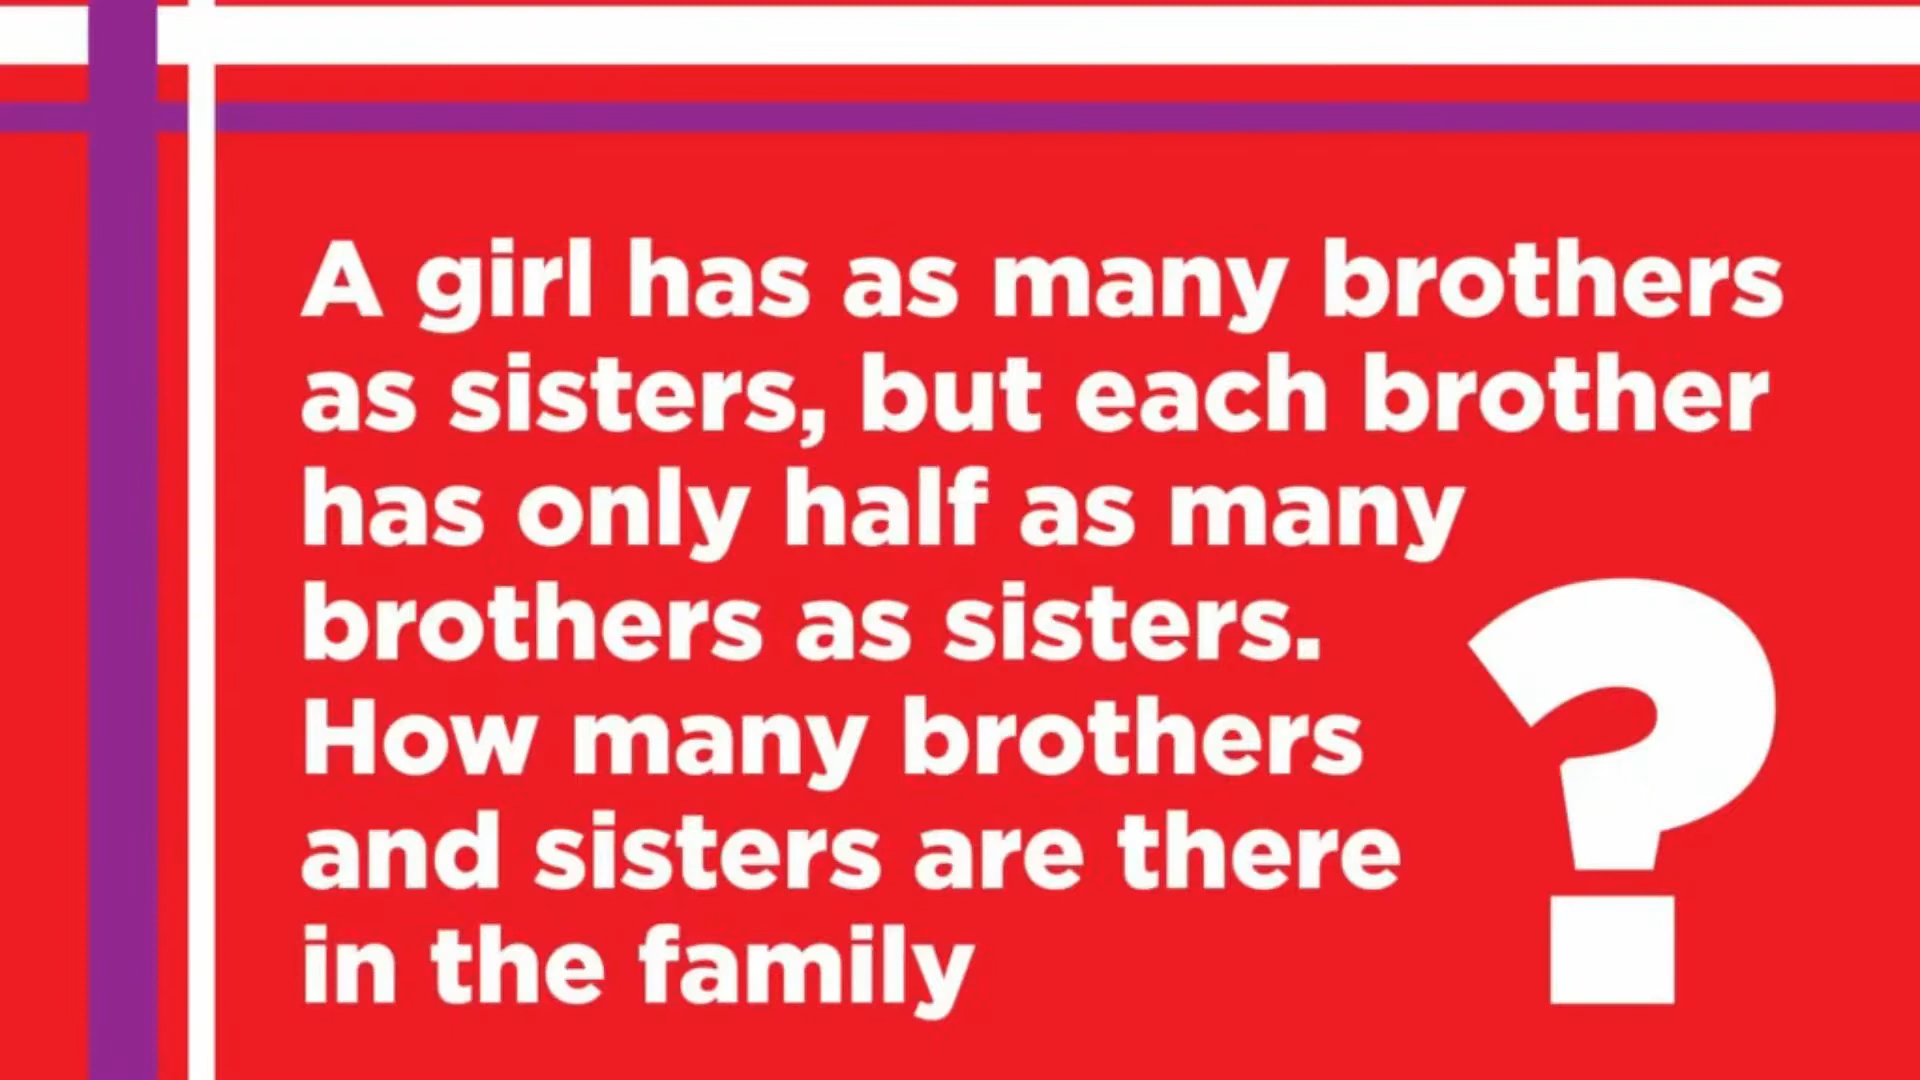 A girl has as many brothers
as sisters, but each brother
has only half as many
brothers as sisters.
How many brothers
and sisters are there
in the family
?